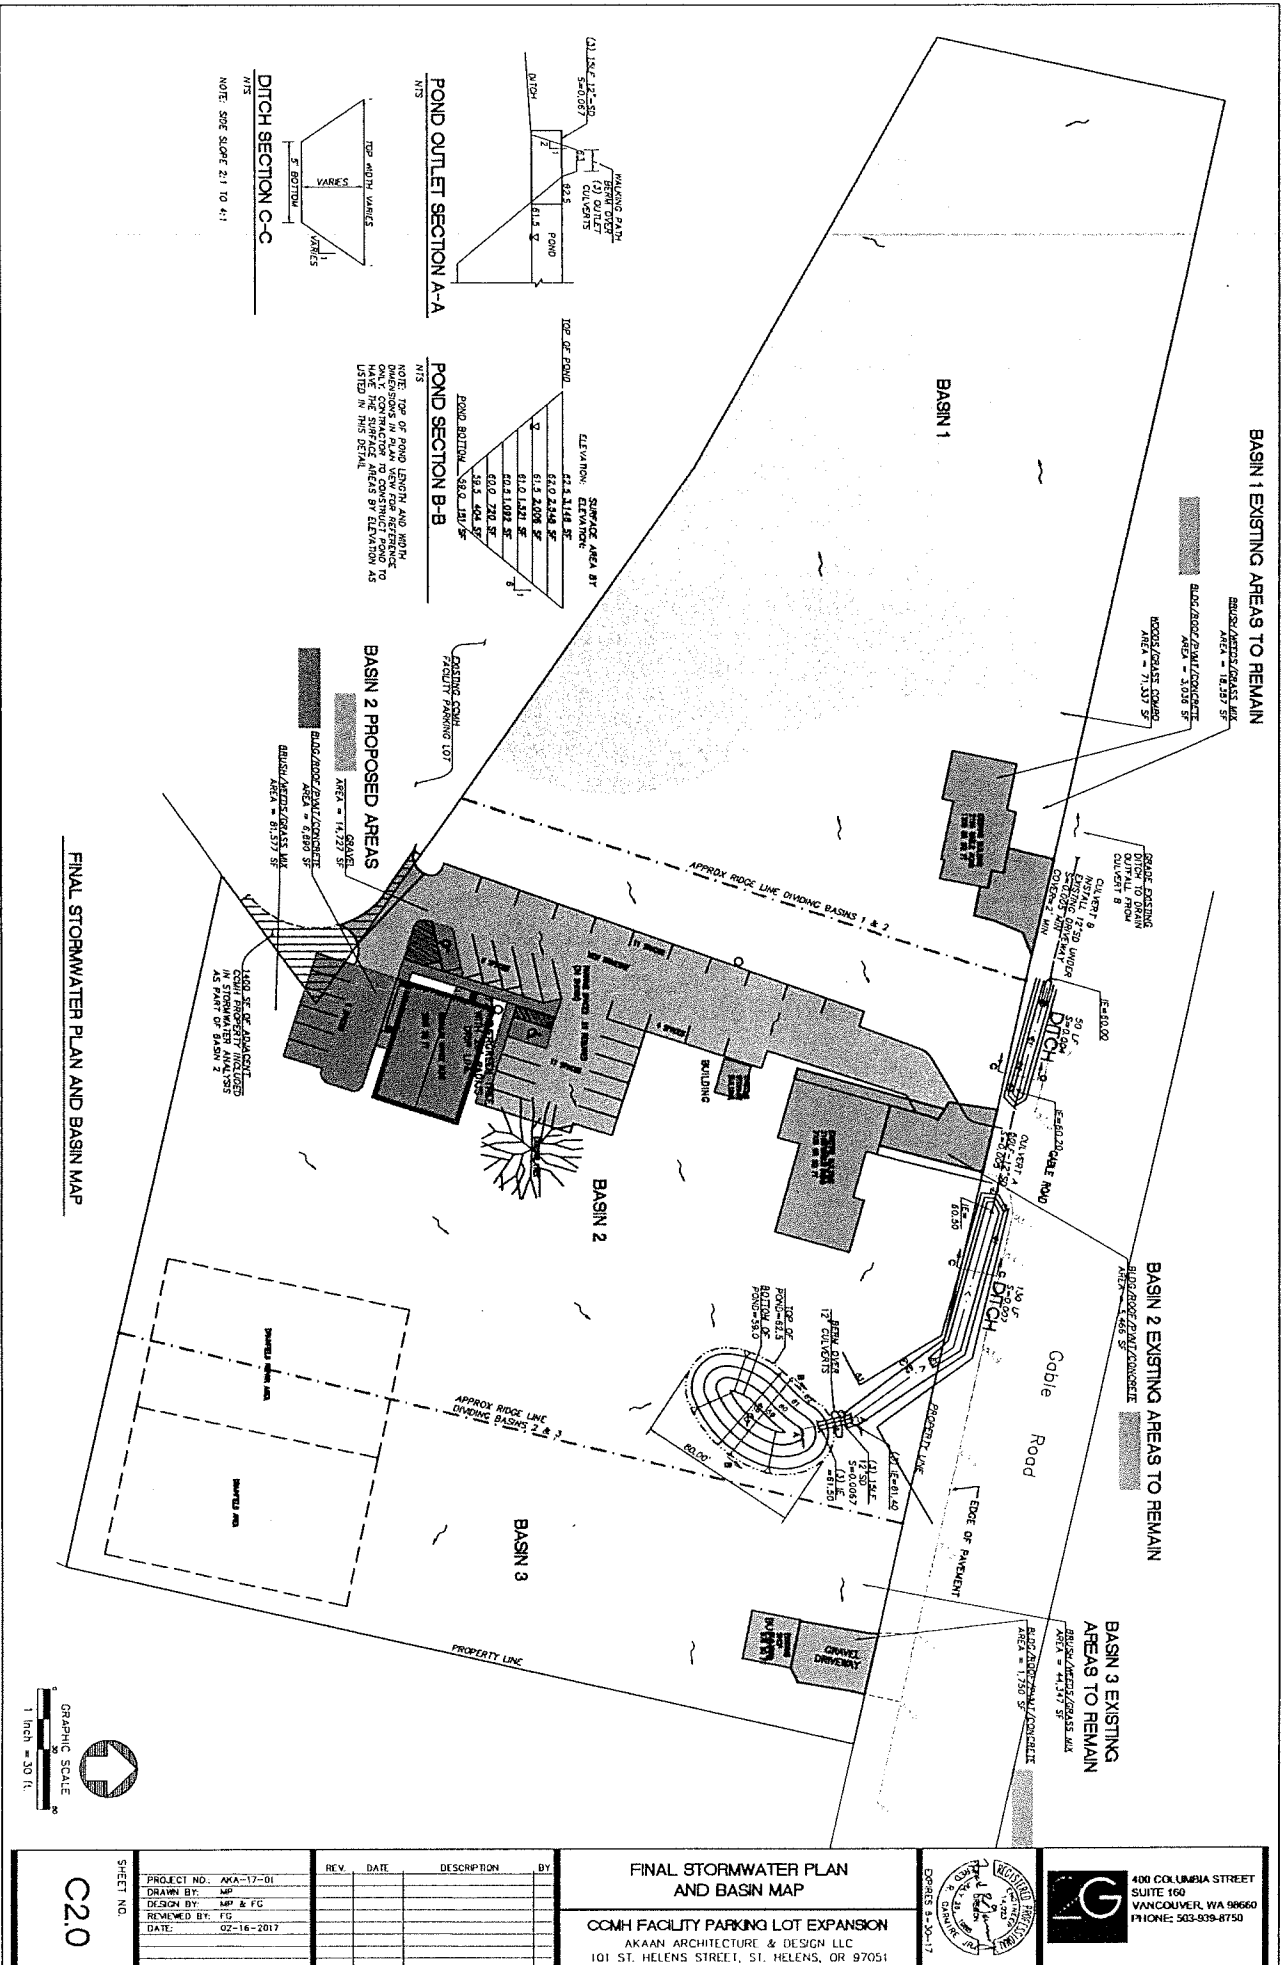 BASIN 1 EXISTING AREAS TO REMAIN
BRUSH/WEEDS/GRASS MIX
AREA = 18,387 SF
BLDG/ROOF/PVMT/CONCRETE
AREA = 3,036 SF
WOODS/GRASS COMBO
AREA = 71,337 SF
BASIN 1
GRADE EXISTING
DITCH TO DRAIN
OUTFALL FROM
CULVERT B
CULVERT B
INSTALL 12" SD UNDER
EXISTING DRIVEWAY
IE=60.00
50 LF
DITCH
IE=60.20
GABLE ROAD
CULVERT A
IE=
60.50
DITCH
Gable Road
BASIN 2 EXISTING AREAS TO REMAIN
BLDG/ROOF/PVMT/CONCRETE
BASIN 3 EXISTING
AREAS TO REMAIN
BRUSH/WEEDS/GRASS MIX
AREA = 44,347 SF
BLDG/ROOF/PVMT/CONCRETE
AREA = 1,750 SF
EDGE OF PAVEMENT
PROPERTY LINE
(3) IE=61.40
(3) 15LF
12" SD
S=0.0067
(3) IE
=61.50
BERM OVER
12" CULVERTS
TOP OF
POND=62.5
BOTTOM OF
POND=59.0
60.00'
GRAVEL
DRIVEWAY
APPROX RIDGE LINE DIVIDING BASINS 1 & 2
BUILDING
BASIN 2
APPROX RIDGE LINE
DIVIDING BASINS 2 & 3
BASIN 3
PROPERTY LINE
DRAINFIELD AREA
(3) 15LF 12"-SD
S=0.067
WALKING PATH
BERM OVER
(3) OUTLET
CULVERTS
DITCH
62.5
61.5
POND
POND OUTLET SECTION A-A
NTS
TOP WIDTH VARIES
VARIES
5' BOTTOM
VARIES
DITCH SECTION C-C
NTS
NOTE: SIDE SLOPE 2:1 TO 4:1
TOP OF POND
ELEVATION:
SURFACE AREA BY
ELEVATION:
62.5 3,148 SF
62.0 2,548 SF
61.5 2,006 SF
61.0 1,521 SF
60.5 1,092 SF
60.0 720 SF
59.5 404 SF
59.0 151 SF
POND BOTTOM
POND SECTION B-B
NTS
NOTE: TOP OF POND LENGTH AND WIDTH
DIMENSIONS IN PLAN VIEW FOR REFERENCE
ONLY. CONTRACTOR TO CONSTRUCT POND TO
HAVE THE SURFACE AREAS BY ELEVATION AS
LISTED IN THIS DETAIL
EXISTING CCMH
FACILITY PARKING LOT
BASIN 2 PROPOSED AREAS
GRAVEL
AREA = 14,727 SF
BLDG/ROOF/PVMT/CONCRETE
AREA = 6,890 SF
BRUSH/WEEDS/GRASS MIX
AREA = 81,577 SF
1400 SF OF ADJACENT
CCMH PROPERTY INCLUDED
IN STORMWATER ANALYSIS
AS PART OF BASIN 2
FINAL STORMWATER PLAN AND BASIN MAP
GRAPHIC SCALE
1 inch = 30 ft.
400 COLUMBIA STREET
SUITE 160
VANCOUVER, WA 98660
PHONE: 503-939-8750
REGISTERED PROFESSIONAL
EXPIRES 6-30-17
FINAL STORMWATER PLAN
AND BASIN MAP
CCMH FACILITY PARKING LOT EXPANSION
AKAAN ARCHITECTURE & DESIGN LLC
101 ST. HELENS STREET, ST. HELENS, OR 97051
REV. DATE DESCRIPTION BY
PROJECT NO.: AKA-17-01
DRAWN BY: MP
DESIGN BY: MP & FG
REVIEWED BY: FG
DATE: 02-16-2017
SHEET NO.
C2.0